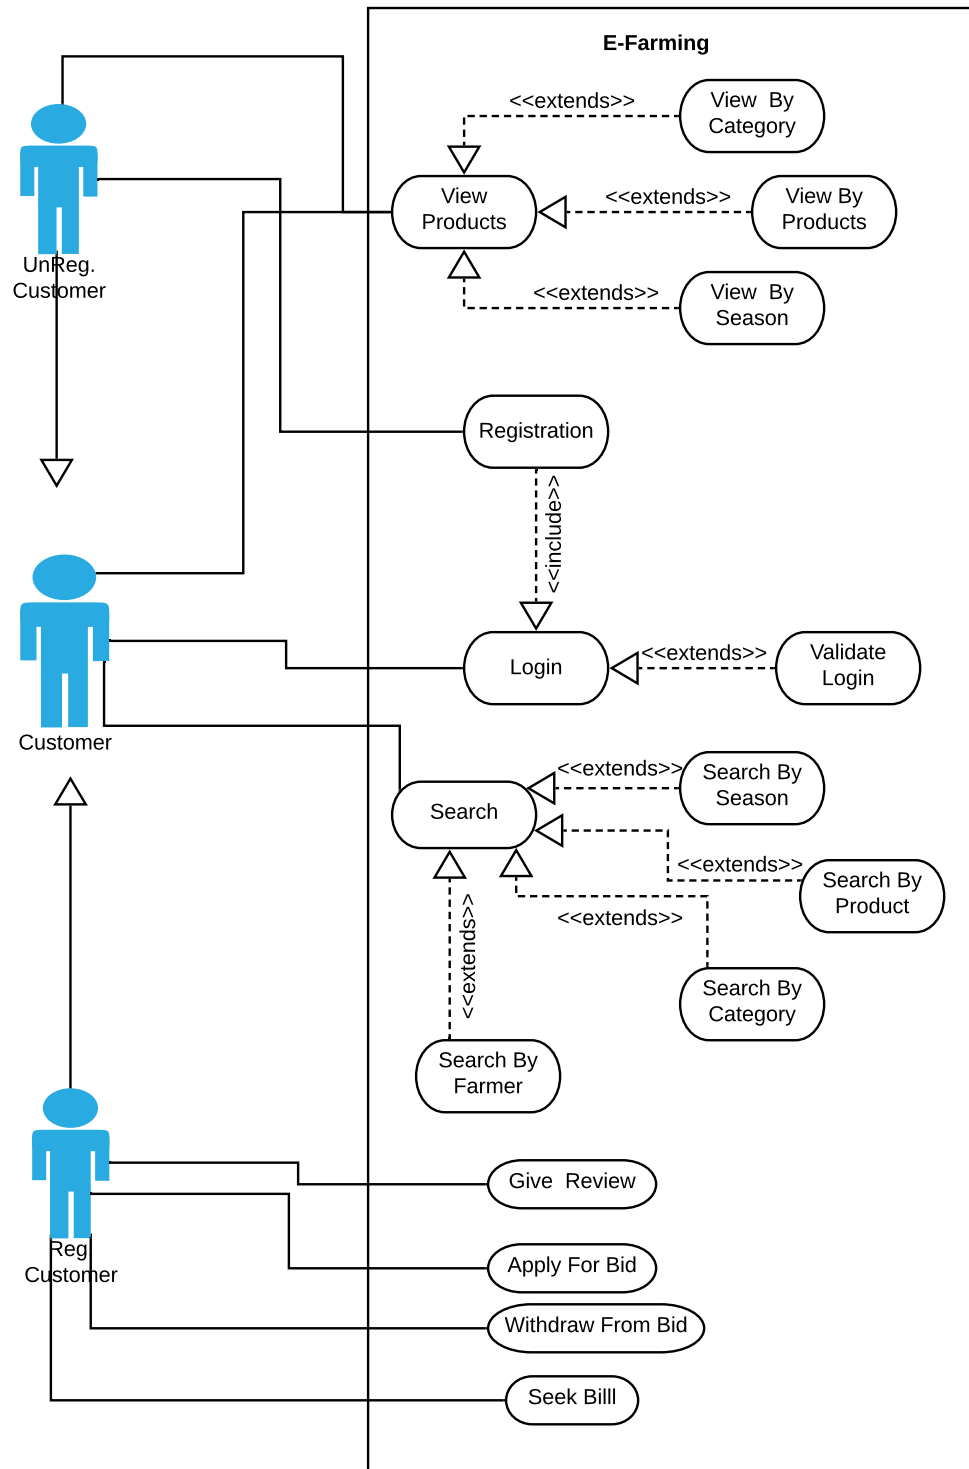 E-Farming
<<extends>>
View  By
Category
View
Products
<<extends>>
View By
Products
UnReg.
Customer
<<extends>>
View  By
Season
Registration
<<include>>
Login
<<extends>>
Validate
Login
Customer
<<extends>>
Search By
Season
Search
<<extends>>
Search By
Product
<<extends>>
<<extends>>
Search By
Category
Search By
Farmer
Give  Review
Reg.
Customer
Apply For Bid
Withdraw From Bid
Seek Billl